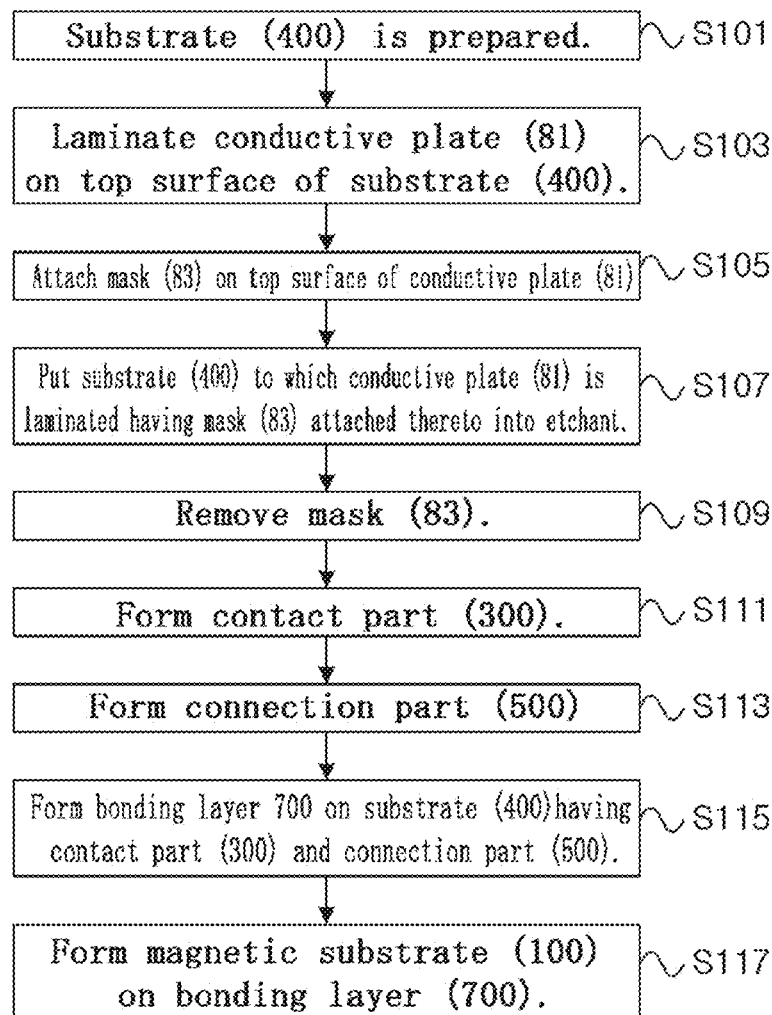 Substrate (400) is prepared.
S101
Laminate conductive plate (81)
on top surface of substrate (400).
S103
Attach mask (83) on top surface of conductive plate (81)
S105
Put substrate (400) to which conductive plate (81) is
laminated having mask (83) attached thereto into etchant.
S107
Remove mask (83).
S109
Form contact part (300).
S111
Form connection part (500)
S113
Form bonding layer 700 on substrate (400)having
contact part (300) and connection part (500).
S115
Form magnetic substrate (100)
on bonding layer (700).
S117